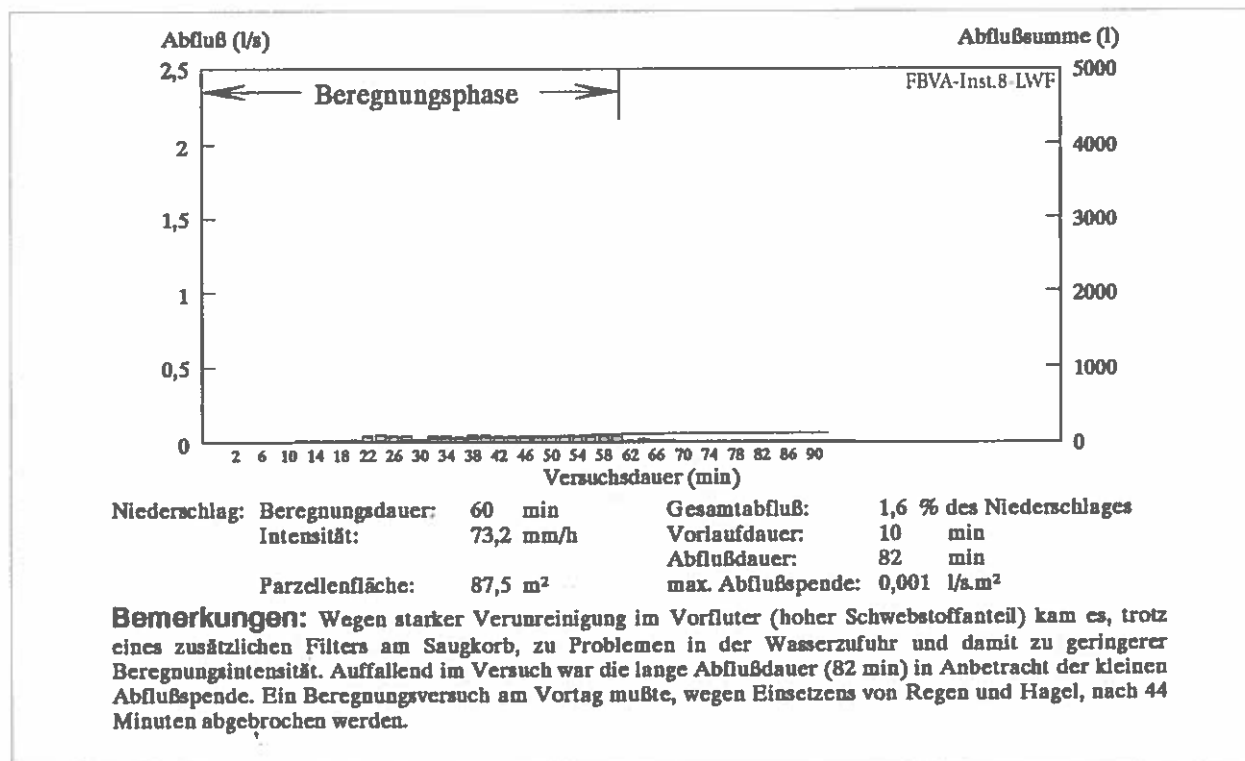 Abfluß (l/s) Abflußsumme (l)
2,5 5000
FBVA-Inst.8-LWF
Beregnungsphase
2 4000
1,5 3000
1 2000
0,5 1000
0 0
2 6 10 14 18 22 26 30 34 38 42 46 50 54 58 62 66 70 74 78 82 86 90
Versuchsdauer (min)
Niederschlag: Beregnungsdauer: 60 min Gesamtabfluß: 1,6 % des Niederschlages
Intensität: 73,2 mm/h Vorlaufdauer: 10 min
Abflußdauer: 82 min
Parzellenfläche: 87,5 m² max. Abflußspende: 0,001 l/s.m²
Bemerkungen: Wegen starker Verunreinigung im Vorfluter (hoher Schwebstoffanteil) kam es, trotz
eines zusätzlichen Filters am Saugkorb, zu Problemen in der Wasserzufuhr und damit zu geringerer
Beregnungsintensität. Auffallend im Versuch war die lange Abflußdauer (82 min) in Anbetracht der kleinen
Abflußspende. Ein Beregnungsversuch am Vortag mußte, wegen Einsetzens von Regen und Hagel, nach 44
Minuten abgebrochen werden.